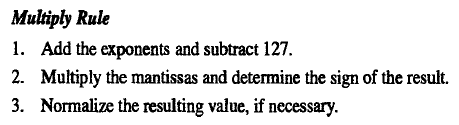 Multiply Rule
1. Add the exponents and subtract 127.
2. Multiply the mantissas and determine the sign of the result.
3. Normalize the resulting value, if necessary.